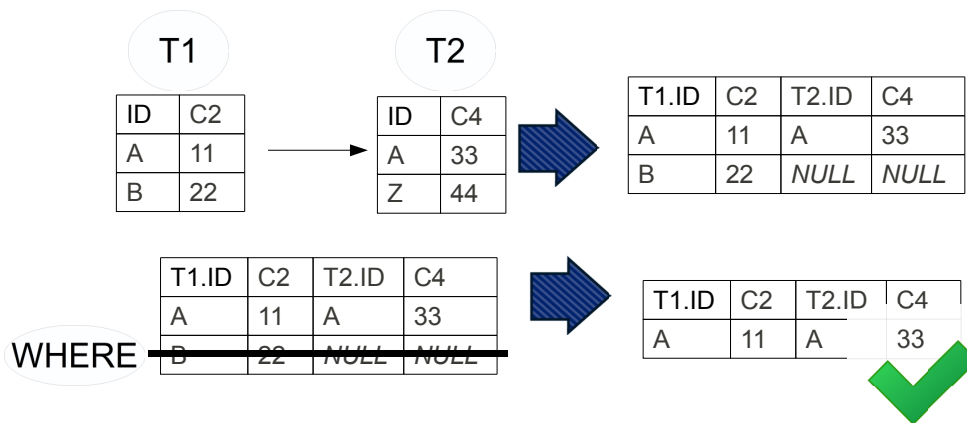 T1 T2
ID C2
A 11
B 22
ID C4
A 33
Z 44
T1.ID C2 T2.ID C4
A 11 A 33
B 22 NULL NULL
T1.ID C2 T2.ID C4
A 11 A 33
WHERE B 22 NULL NULL
T1.ID C2 T2.ID C4
A 11 A 33